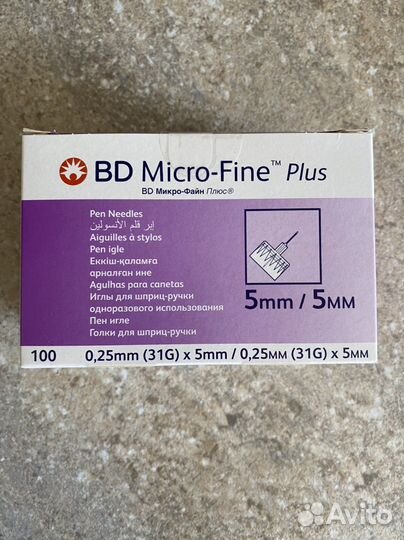 BD Micro-Fine™ Plus
BD Микро-Файн Плюс®
Pen Needles
إبر قلم الأنسولين
Aiguilles à stylos
Pen igle
Еккіш-қаламға
арналған ине
Agulhas para canetas
Иглы для шприц-ручки
одноразового использования
Пен игле
Голки для шприц-ручки
5mm / 5мм
100 0,25mm (31G) x 5mm / 0,25мм (31G) x 5мм
Avito